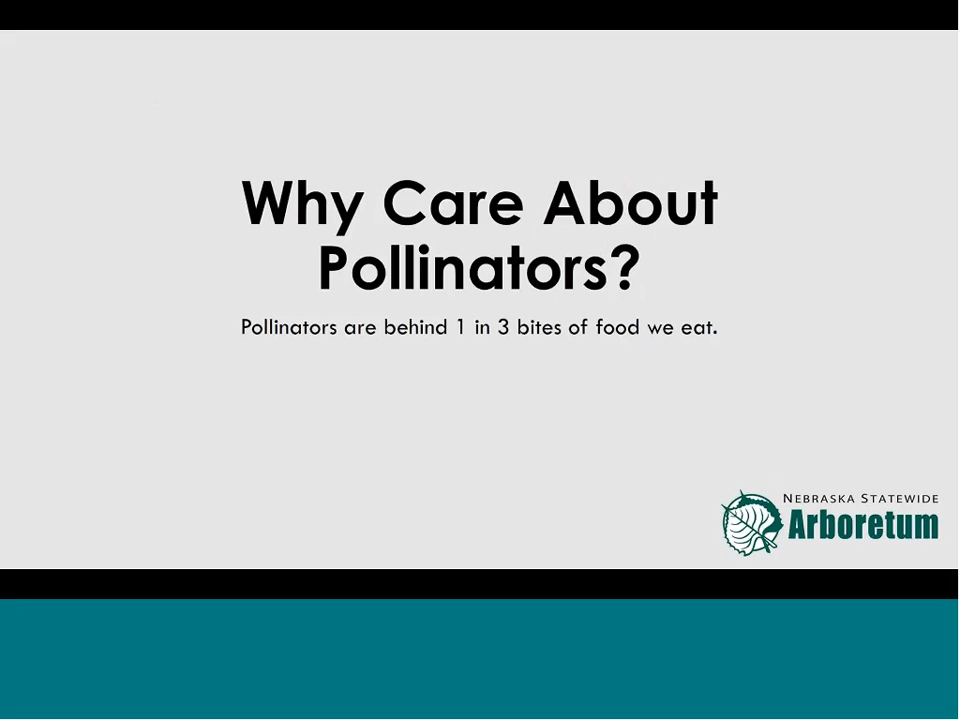 Why Care About
Pollinators?
Pollinators are behind 1 in 3 bites of food we eat.
NEBRASKA STATEWIDE
Arboretum